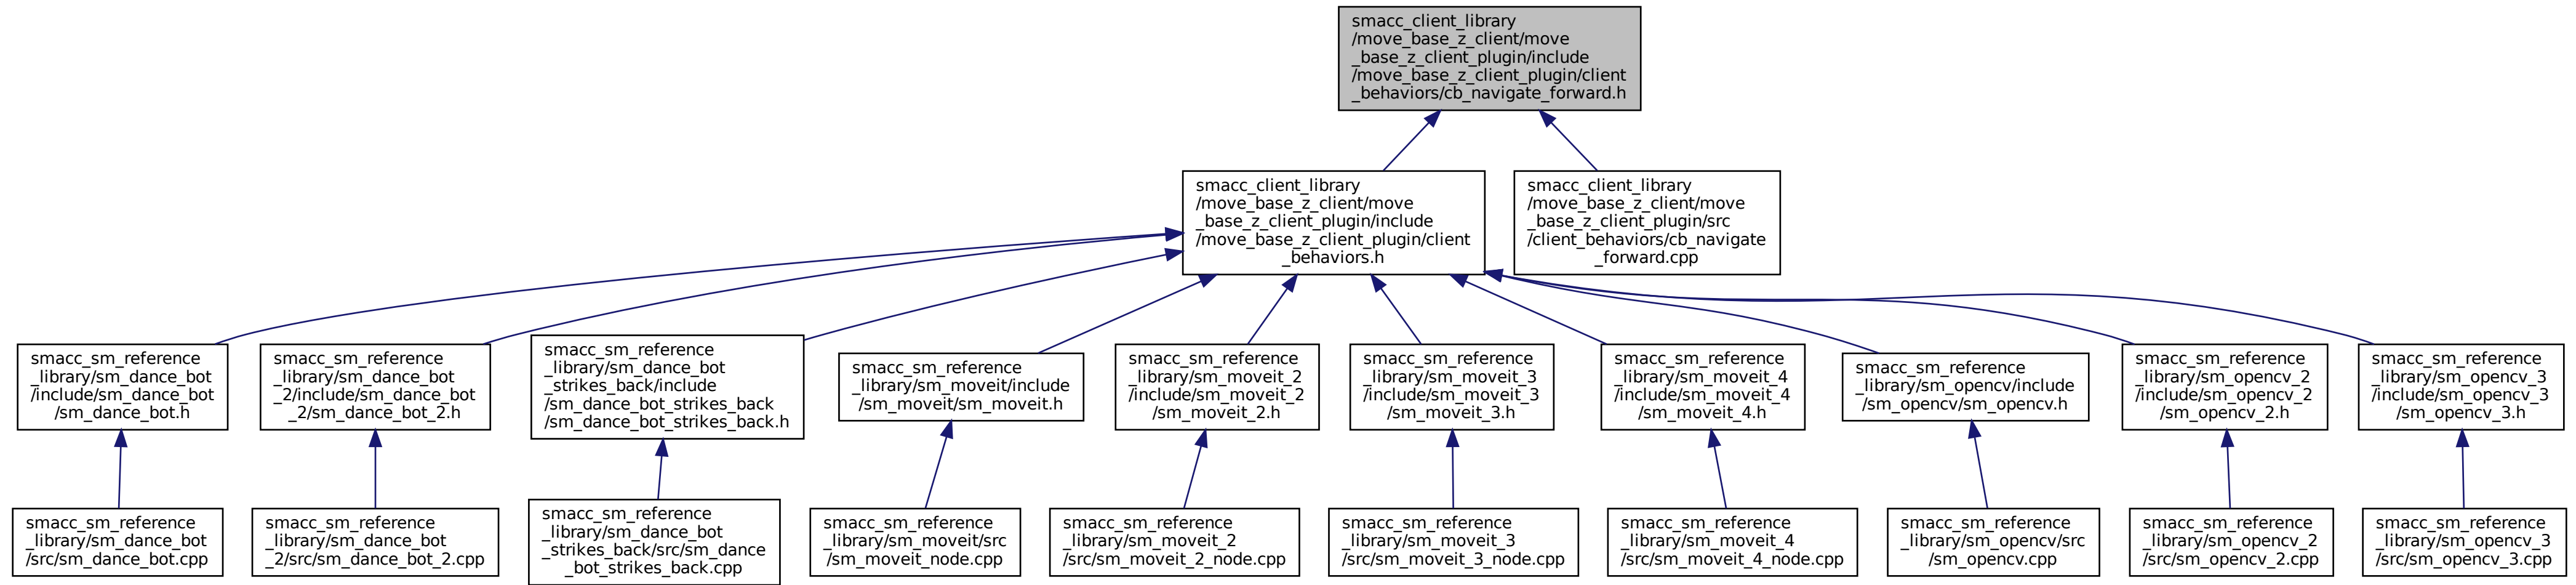 smacc_client_library
/move_base_z_client/move
_base_z_client_plugin/include
/move_base_z_client_plugin/client
_behaviors/cb_navigate_forward.h
smacc_client_library
/move_base_z_client/move
_base_z_client_plugin/include
/move_base_z_client_plugin/client
_behaviors.h
smacc_client_library
/move_base_z_client/move
_base_z_client_plugin/src
/client_behaviors/cb_navigate
_forward.cpp
smacc_sm_reference
_library/sm_dance_bot
/include/sm_dance_bot
/sm_dance_bot.h
smacc_sm_reference
_library/sm_dance_bot
_2/include/sm_dance_bot
_2/sm_dance_bot_2.h
smacc_sm_reference
_library/sm_dance_bot
_strikes_back/include
/sm_dance_bot_strikes_back
/sm_dance_bot_strikes_back.h
smacc_sm_reference
_library/sm_moveit/include
/sm_moveit/sm_moveit.h
smacc_sm_reference
_library/sm_moveit_2
/include/sm_moveit_2
/sm_moveit_2.h
smacc_sm_reference
_library/sm_moveit_3
/include/sm_moveit_3
/sm_moveit_3.h
smacc_sm_reference
_library/sm_moveit_4
/include/sm_moveit_4
/sm_moveit_4.h
smacc_sm_reference
_library/sm_opencv/include
/sm_opencv/sm_opencv.h
smacc_sm_reference
_library/sm_opencv_2
/include/sm_opencv_2
/sm_opencv_2.h
smacc_sm_reference
_library/sm_opencv_3
/include/sm_opencv_3
/sm_opencv_3.h
smacc_sm_reference
_library/sm_dance_bot
/src/sm_dance_bot.cpp
smacc_sm_reference
_library/sm_dance_bot
_2/src/sm_dance_bot_2.cpp
smacc_sm_reference
_library/sm_dance_bot
_strikes_back/src/sm_dance
_bot_strikes_back.cpp
smacc_sm_reference
_library/sm_moveit/src
/sm_moveit_node.cpp
smacc_sm_reference
_library/sm_moveit_2
/src/sm_moveit_2_node.cpp
smacc_sm_reference
_library/sm_moveit_3
/src/sm_moveit_3_node.cpp
smacc_sm_reference
_library/sm_moveit_4
/src/sm_moveit_4_node.cpp
smacc_sm_reference
_library/sm_opencv/src
/sm_opencv.cpp
smacc_sm_reference
_library/sm_opencv_2
/src/sm_opencv_2.cpp
smacc_sm_reference
_library/sm_opencv_3
/src/sm_opencv_3.cpp